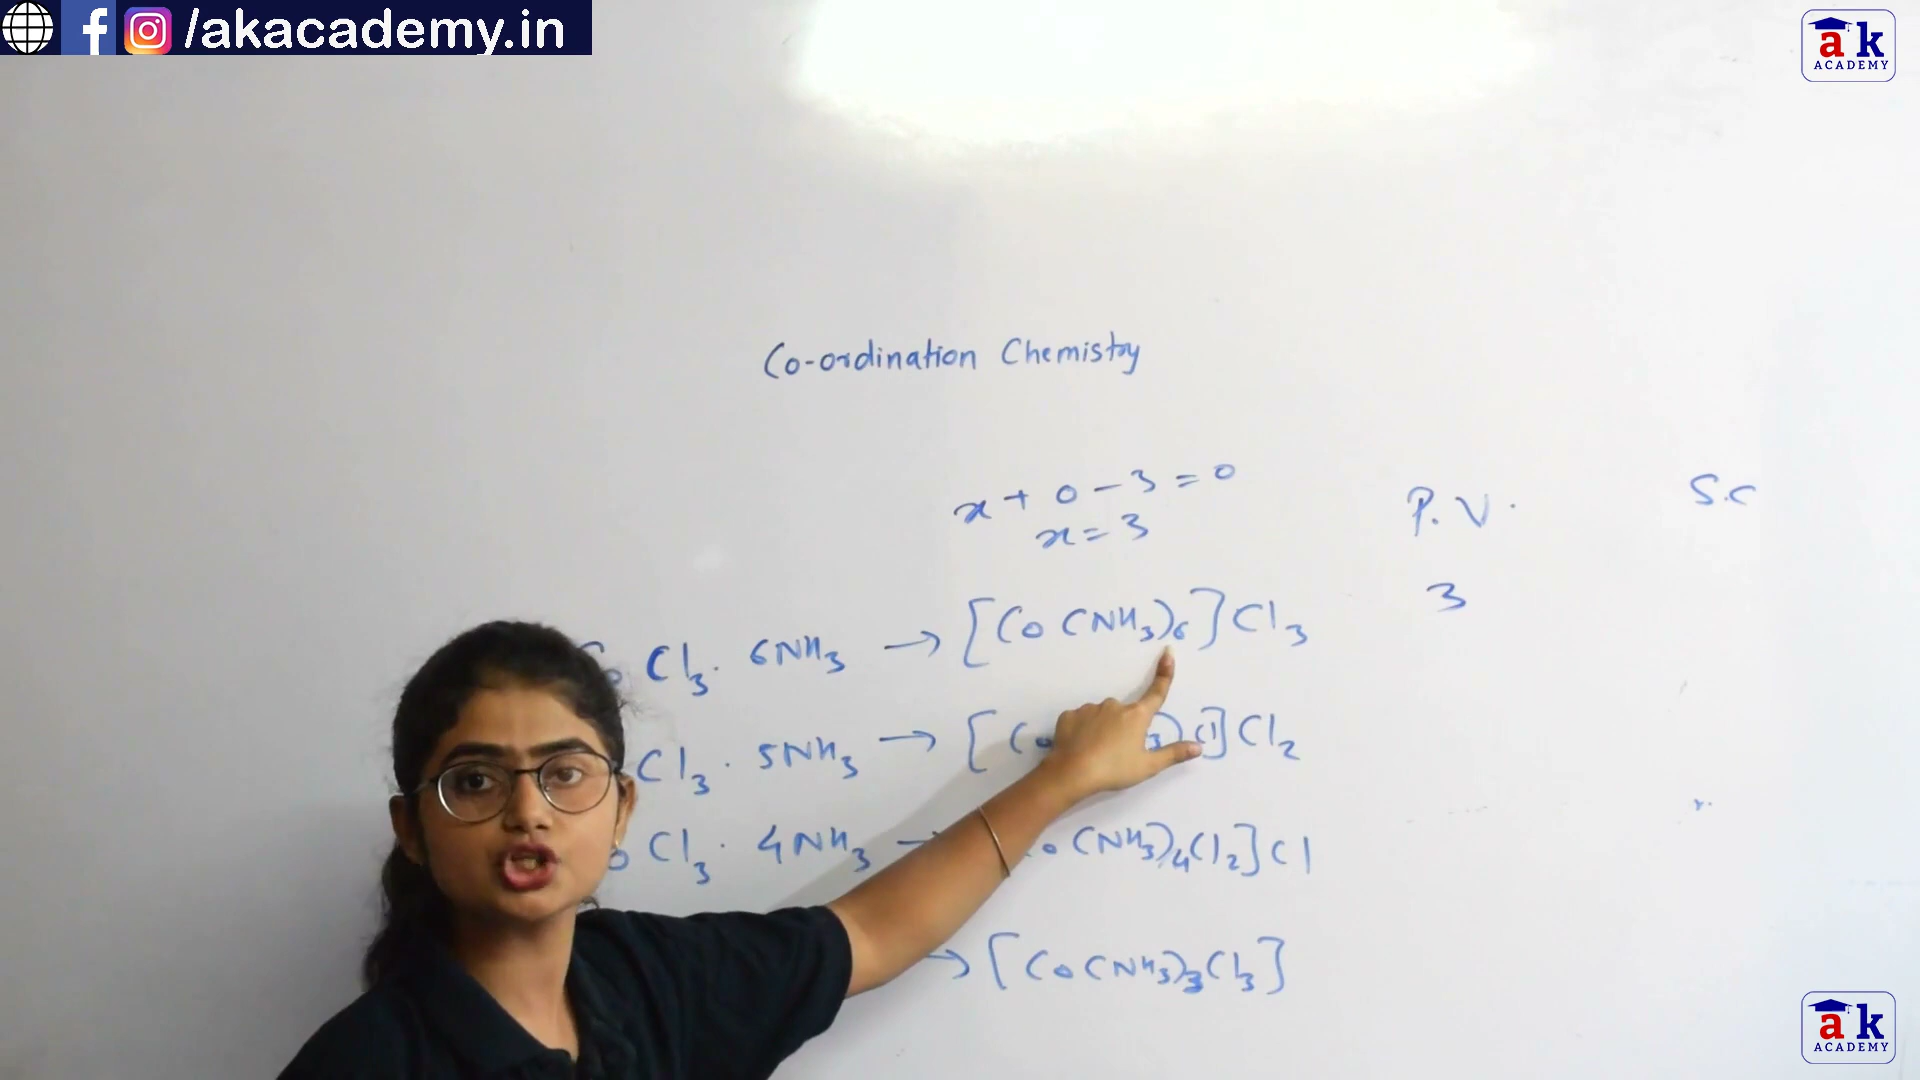 /akacademy.in
ak
ACADEMY
Co-ordination Chemistry
x + 0 - 3 = 0
x = 3
P.V. S.C
Cl₃. 6NH₃ → [Co(NH₃)₆]Cl₃ 3
Cl₃. 5NH₃ → [Co Cl]Cl₂
Cl₃. 4NH₃ → (NH₃)₄Cl₂]Cl
→ [Co(NH₃)₃Cl₃]
ak
ACADEMY